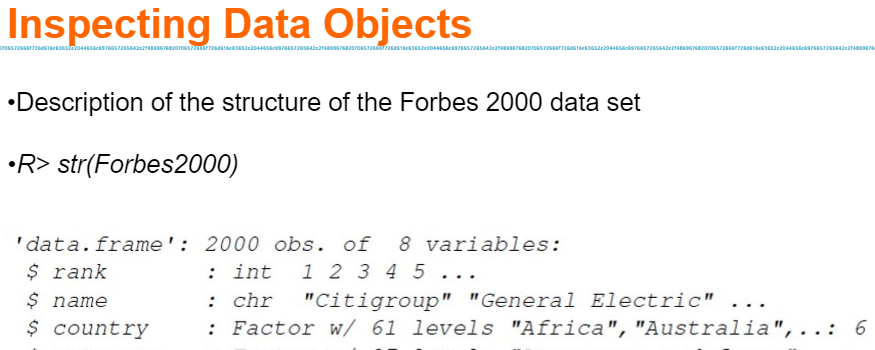 Inspecting Data Objects
•Description of the structure of the Forbes 2000 data set
•R> str(Forbes2000)
'data.frame': 2000 obs. of 8 variables:
$ rank : int 1 2 3 4 5 ...
$ name : chr "Citigroup" "General Electric" ...
$ country : Factor w/ 61 levels "Africa","Australia",..: 6